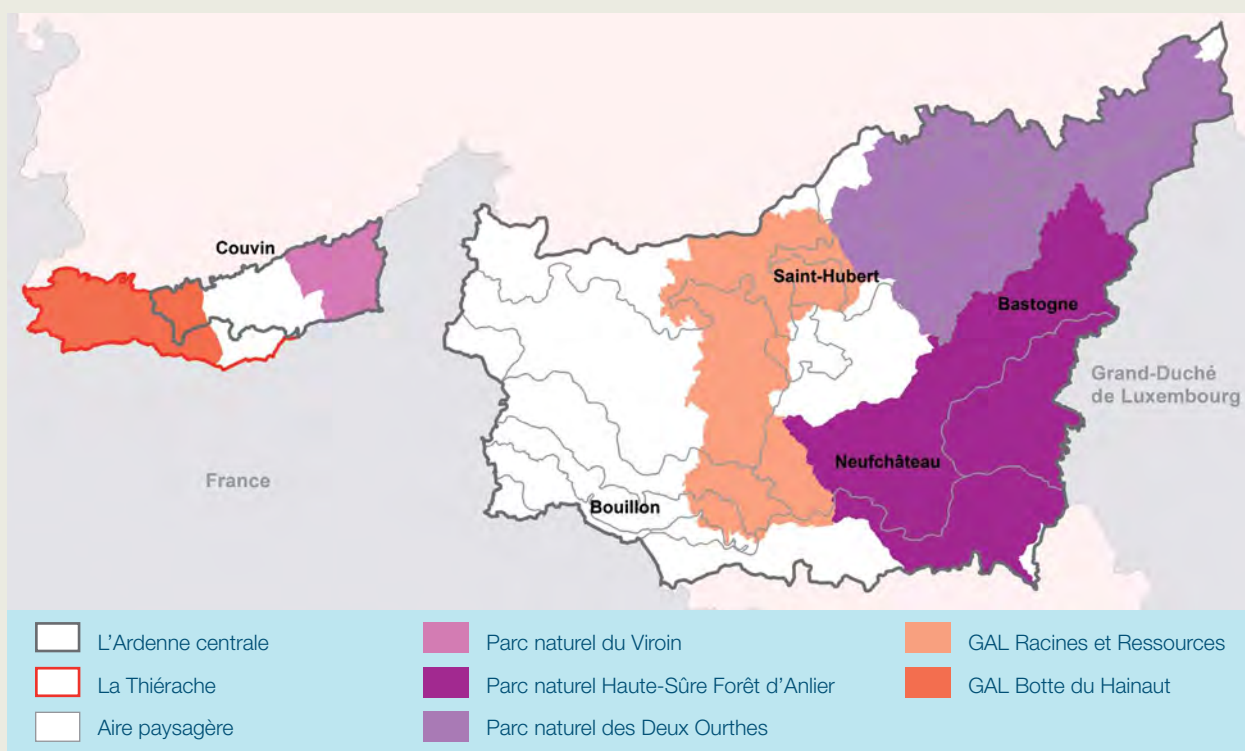 Couvin
Saint-Hubert
Bastogne
Grand-Duché
de Luxembourg
Neufchâteau
France
Bouillon
L'Ardenne centrale
La Thiérache
Aire paysagère
Parc naturel du Viroin
Parc naturel Haute-Sûre Forêt d'Anlier
Parc naturel des Deux Ourthes
GAL Racines et Ressources
GAL Botte du Hainaut